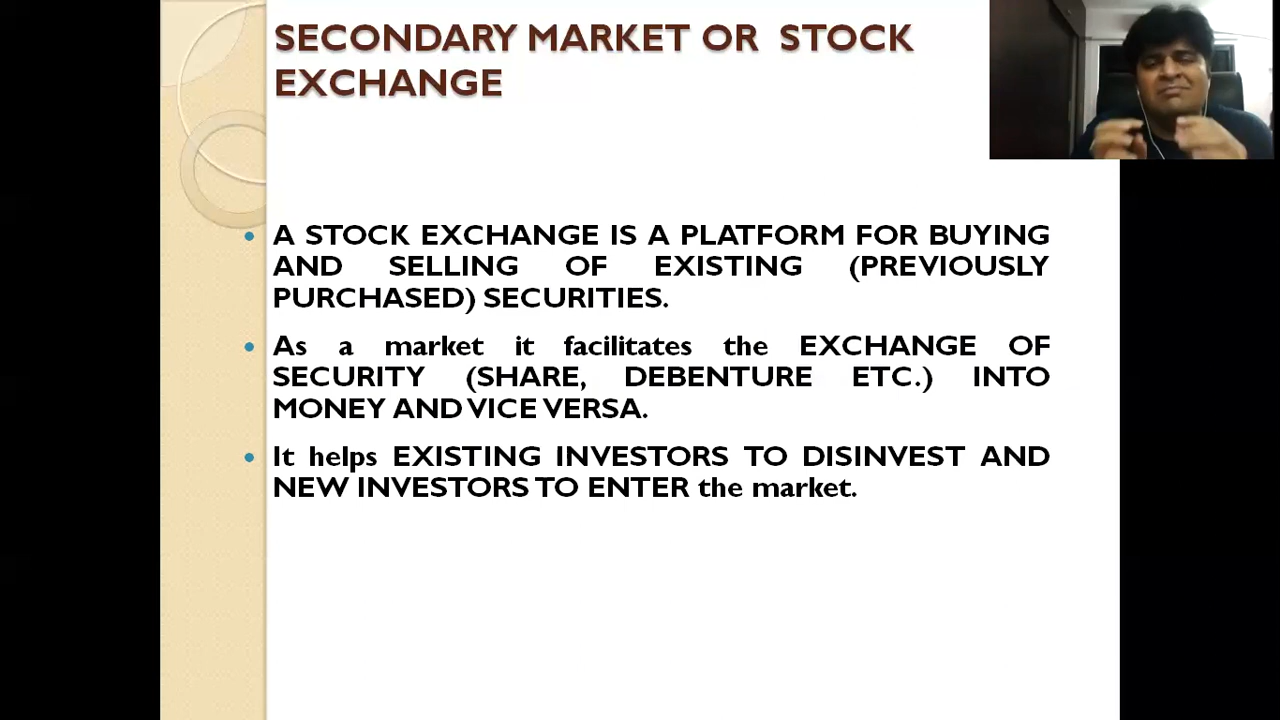 SECONDARY MARKET OR STOCK
EXCHANGE
A STOCK EXCHANGE IS A PLATFORM FOR BUYING
AND SELLING OF EXISTING (PREVIOUSLY
PURCHASED) SECURITIES.
As a market it facilitates the EXCHANGE OF
SECURITY (SHARE, DEBENTURE ETC.) INTO
MONEY AND VICE VERSA.
It helps EXISTING INVESTORS TO DISINVEST AND
NEW INVESTORS TO ENTER the market.